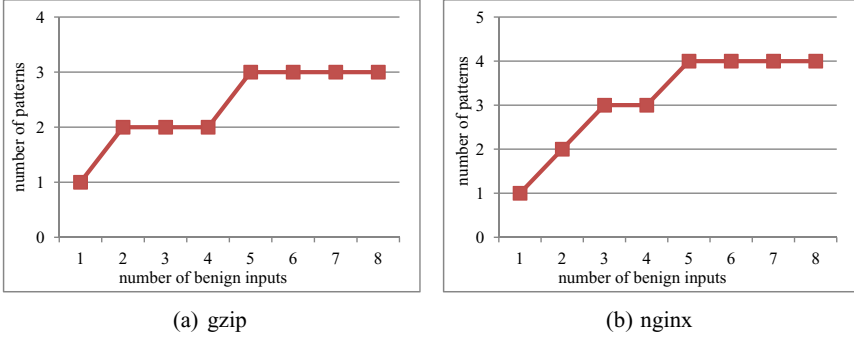 4
3
2
1
0
number of patterns
1 2 3 4 5 6 7 8
number of benign inputs
(a) gzip
5
4
3
2
1
0
number of patterns
1 2 3 4 5 6 7 8
number of benign inputs
(b) nginx